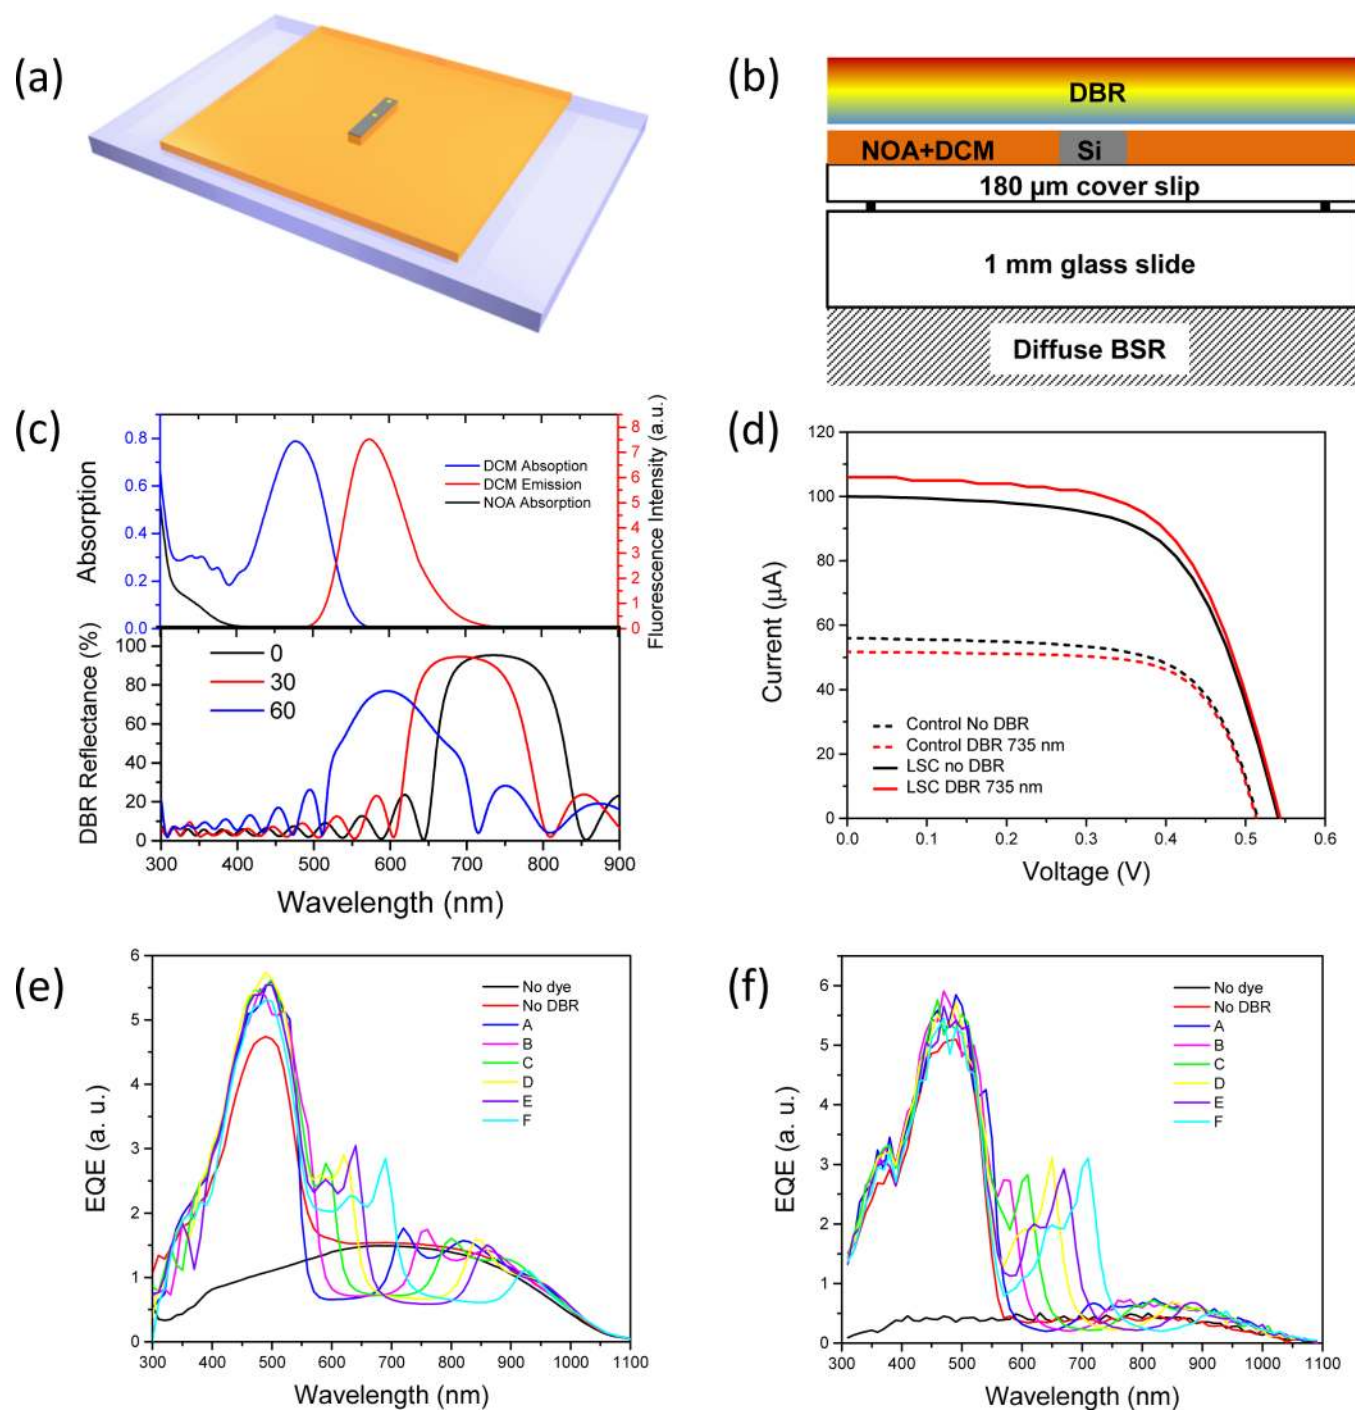 (a)
(b)
DBR
NOA+DCM
Si
180 µm cover slip
1 mm glass slide
Diffuse BSR
(c)
Absorption
0.8
0.6
0.4
0.2
0.0
DCM Absoption
DCM Emission
NOA Absorption
8
7
6
5
4
3
2
1
0
Fluorescence Intensity (a.u.)
DBR Reflectance (%)
100
80
60
40
20
0
0
30
60
300 400 500 600 700 800 900
Wavelength (nm)
(d)
Current (µA)
120
100
80
60
40
20
0
Control No DBR
Control DBR 735 nm
LSC no DBR
LSC DBR 735 nm
0.0 0.1 0.2 0.3 0.4 0.5 0.6
Voltage (V)
(e)
EQE (a. u.)
6
5
4
3
2
1
0
No dye
No DBR
A
B
C
D
E
F
300 400 500 600 700 800 900 1000 1100
Wavelength (nm)
(f)
EQE (a. u.)
6
5
4
3
2
1
0
No dye
No DBR
A
B
C
D
E
F
310 400 500 600 700 800 900 1000 1100
Wavelength (nm)